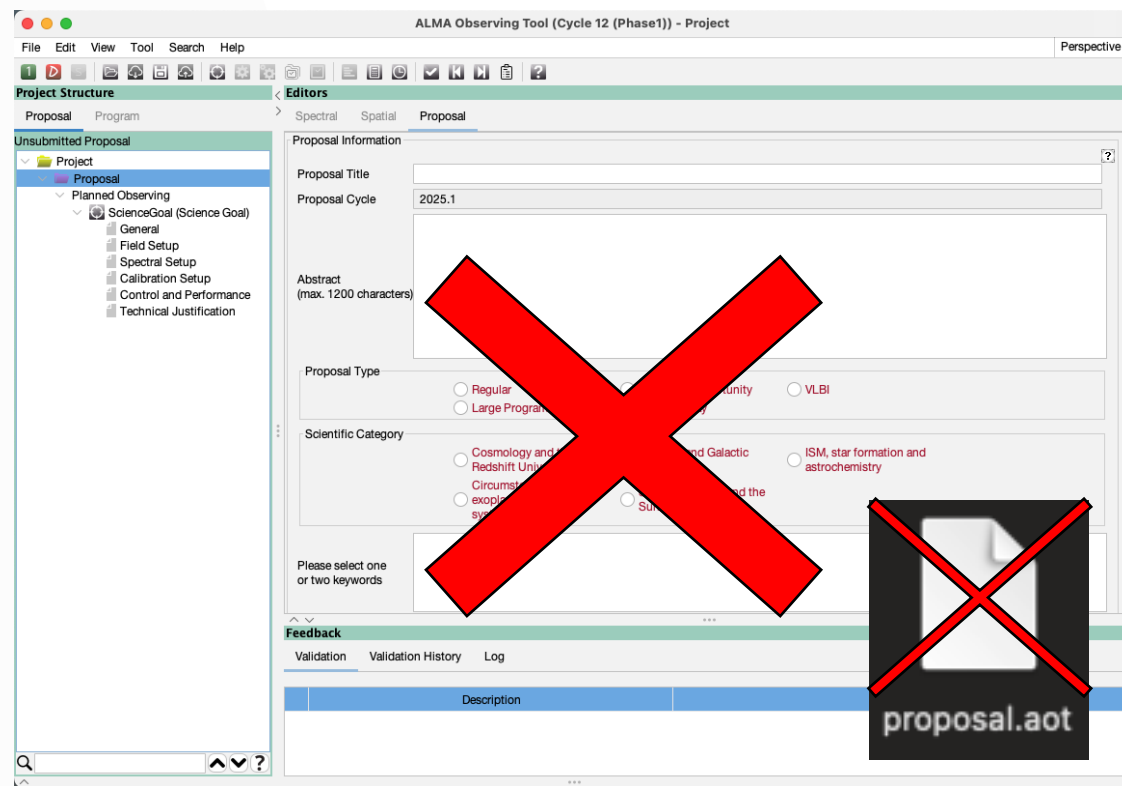 ALMA Observing Tool (Cycle 12 (Phase1)) - Project
File Edit View Tool Search Help
Perspective
Project Structure
Editors
Proposal Program
Spectral Spatial Proposal
Unsubmitted Proposal
Project
Proposal
Planned Observing
ScienceGoal (Science Goal)
General
Field Setup
Spectral Setup
Calibration Setup
Control and Performance
Technical Justification
Proposal Information
Proposal Title
Proposal Cycle 2025.1
Abstract
(max. 1200 characters)
Proposal Type
Regular
VLBI
Large Program
Scientific Category
Cosmology and
Redshift
and Galactic
ISM, star formation and
astrochemistry
and the
Please select one
or two keywords
Feedback
Validation Validation History Log
Description
proposal.aot